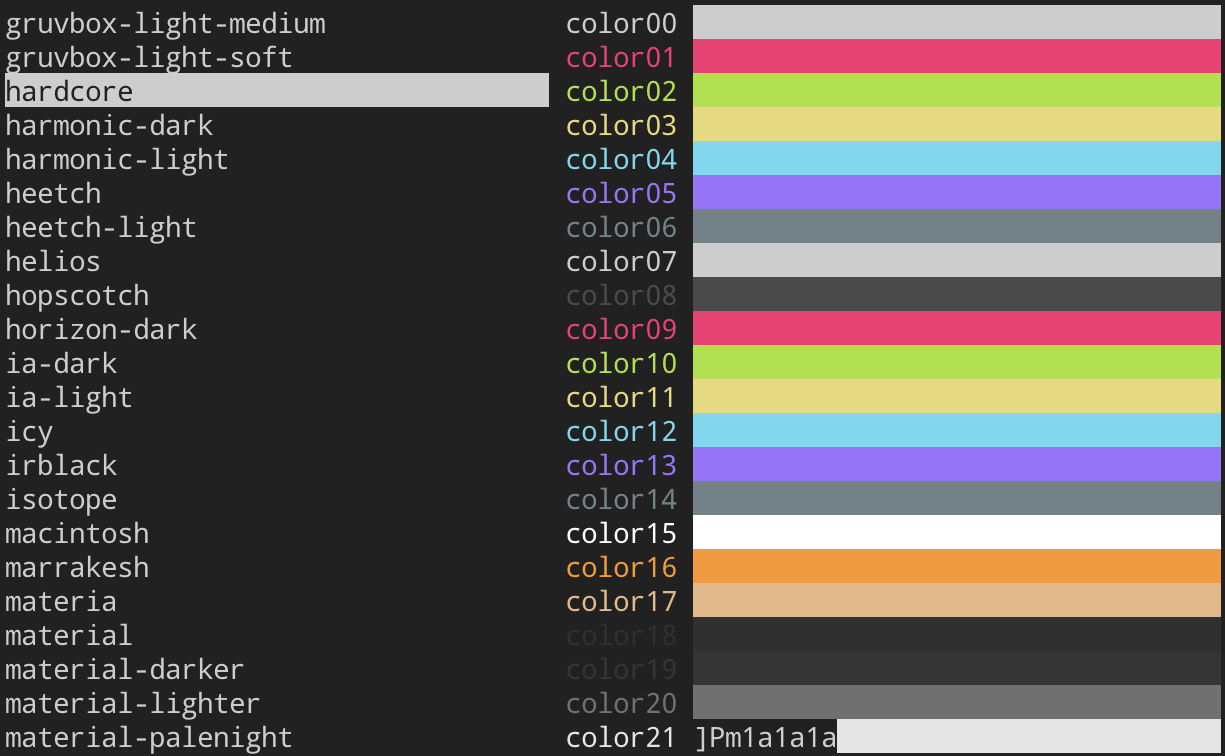 gruvbox-light-medium color00
gruvbox-light-soft color01
hardcore color02
harmonic-dark color03
harmonic-light color04
heetch color05
heetch-light color06
helios color07
hopscotch color08
horizon-dark color09
ia-dark color10
ia-light color11
icy color12
irblack color13
isotope color14
macintosh color15
marrakesh color16
materia color17
material color18
material-darker color19
material-lighter color20
material-palenight color21 ]Pm1a1a1a